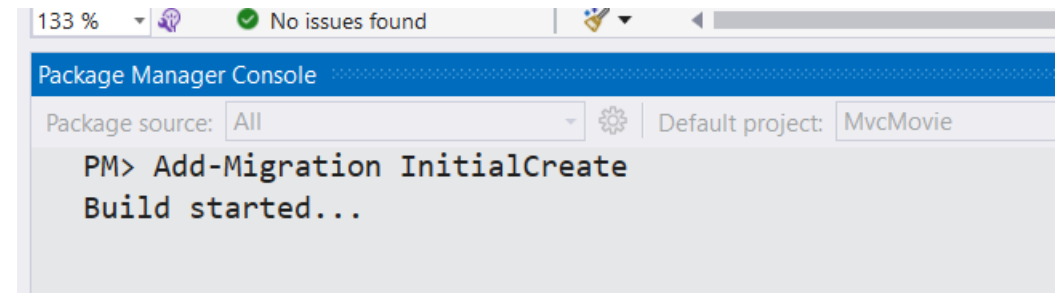 133 % No issues found
Package Manager Console
Package source: All Default project: MvcMovie
PM> Add-Migration InitialCreate
Build started...